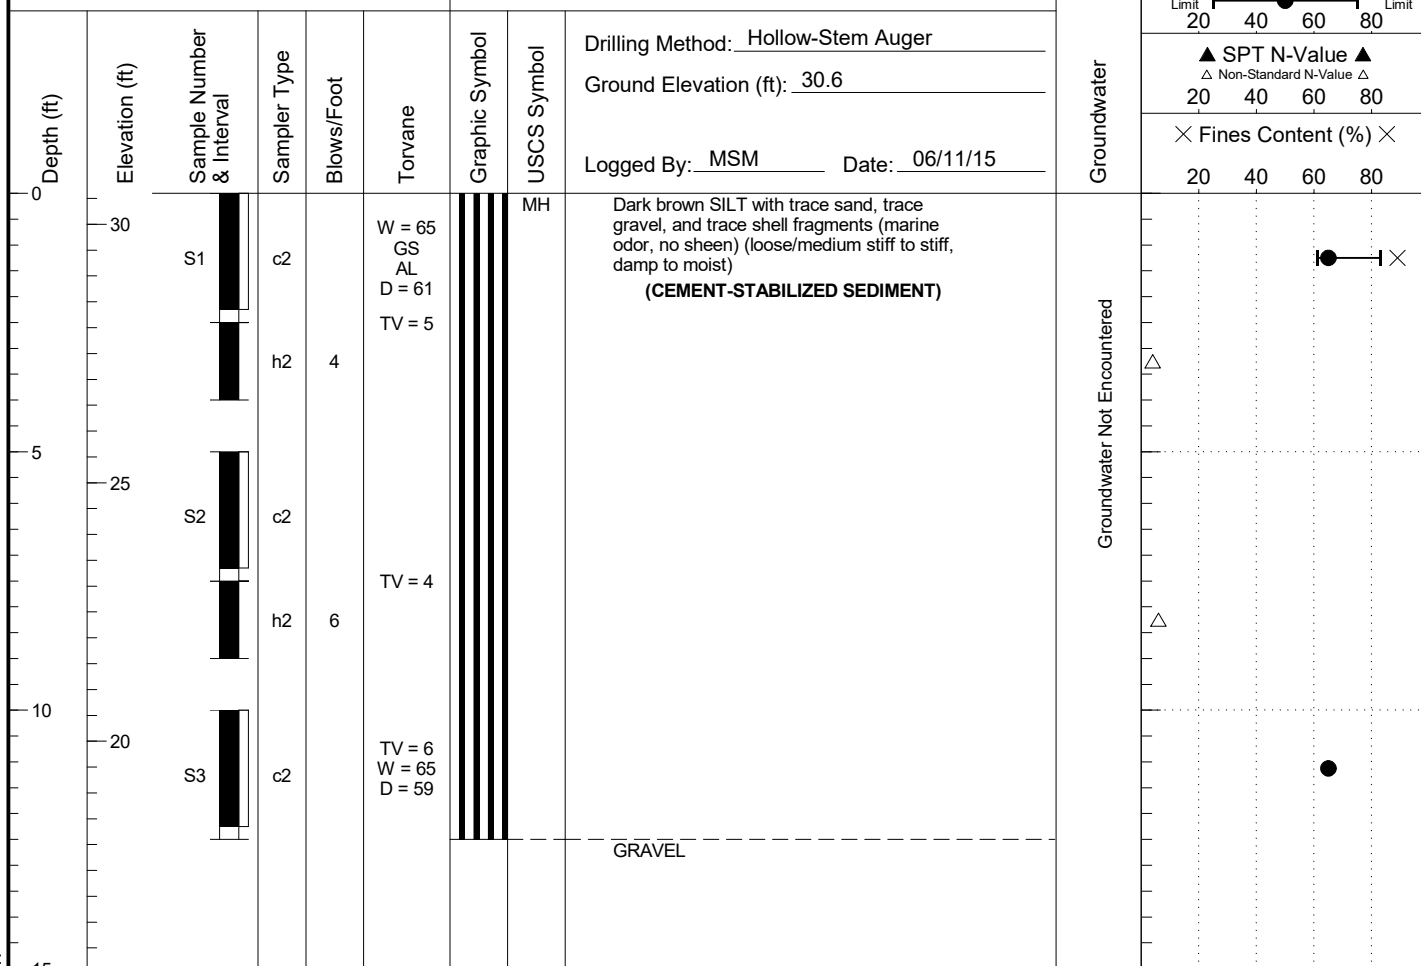 Limit Limit
20 40 60 80
Drilling Method: Hollow-Stem Auger
▲ SPT N-Value ▲
△ Non-Standard N-Value △
Ground Elevation (ft): 30.6
20 40 60 80
× Fines Content (%) ×
Logged By: MSM Date: 06/11/15
20 40 60 80
Depth (ft)
Elevation (ft)
Sample Number
& Interval
Sampler Type
Blows/Foot
Torvane
Graphic Symbol
USCS Symbol
Groundwater
0
MH
Dark brown SILT with trace sand, trace
gravel, and trace shell fragments (marine
odor, no sheen) (loose/medium stiff to stiff,
damp to moist)
(CEMENT-STABILIZED SEDIMENT)
30
S1 c2
W = 65
GS
AL
D = 61
TV = 5
h2 4
Groundwater Not Encountered
5
25
S2 c2
TV = 4
h2 6
10
20
S3 c2
TV = 6
W = 65
D = 59
GRAVEL